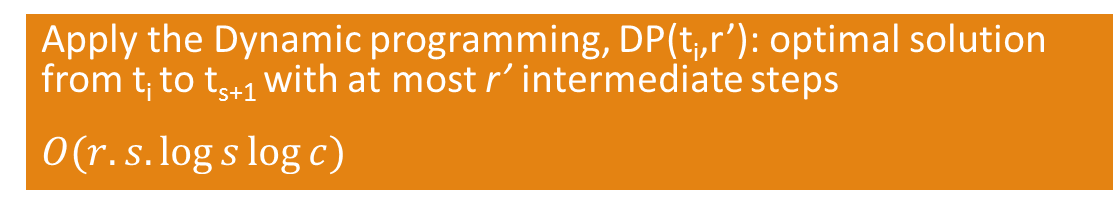 Apply the Dynamic programming, DP(tᵢ,r’): optimal solution
from tᵢ to tₛ₊₁ with at most r’ intermediate steps
O(r. s. log s log c)